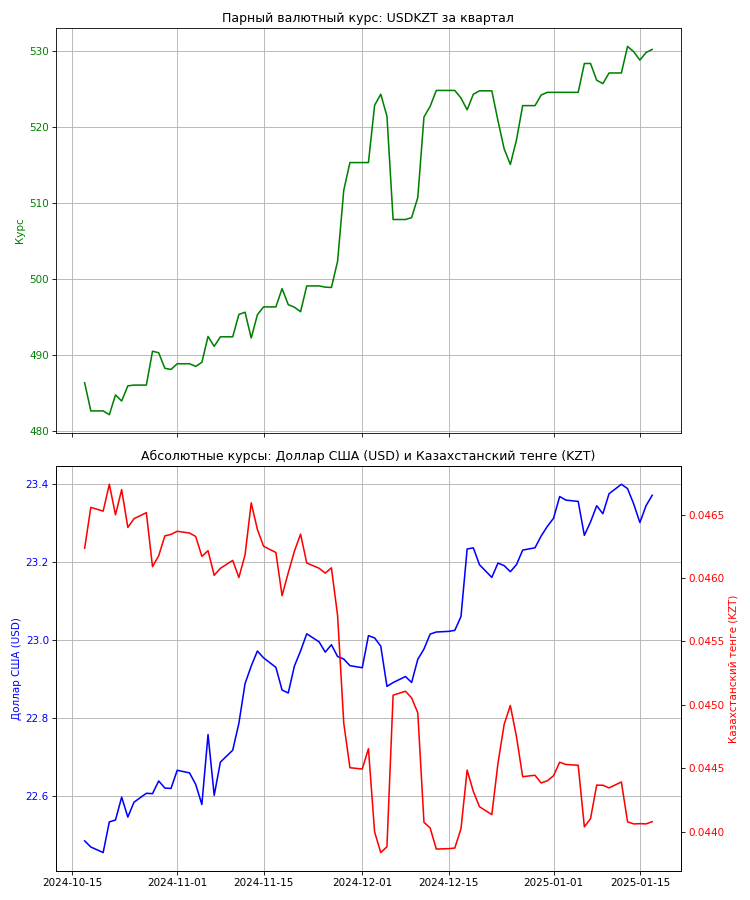 Парный валютный курс: USDKZT за квартал
530
520
510
500
490
480
Курс
Абсолютные курсы: Доллар США (USD) и Казахстанский тенге (KZT)
23.4
23.2
23.0
22.8
22.6
Доллар США (USD)
0.0465
0.0460
0.0455
0.0450
0.0445
0.0440
Казахстанский тенге (KZT)
2024-10-15 2024-11-01 2024-11-15 2024-12-01 2024-12-15 2025-01-01 2025-01-15